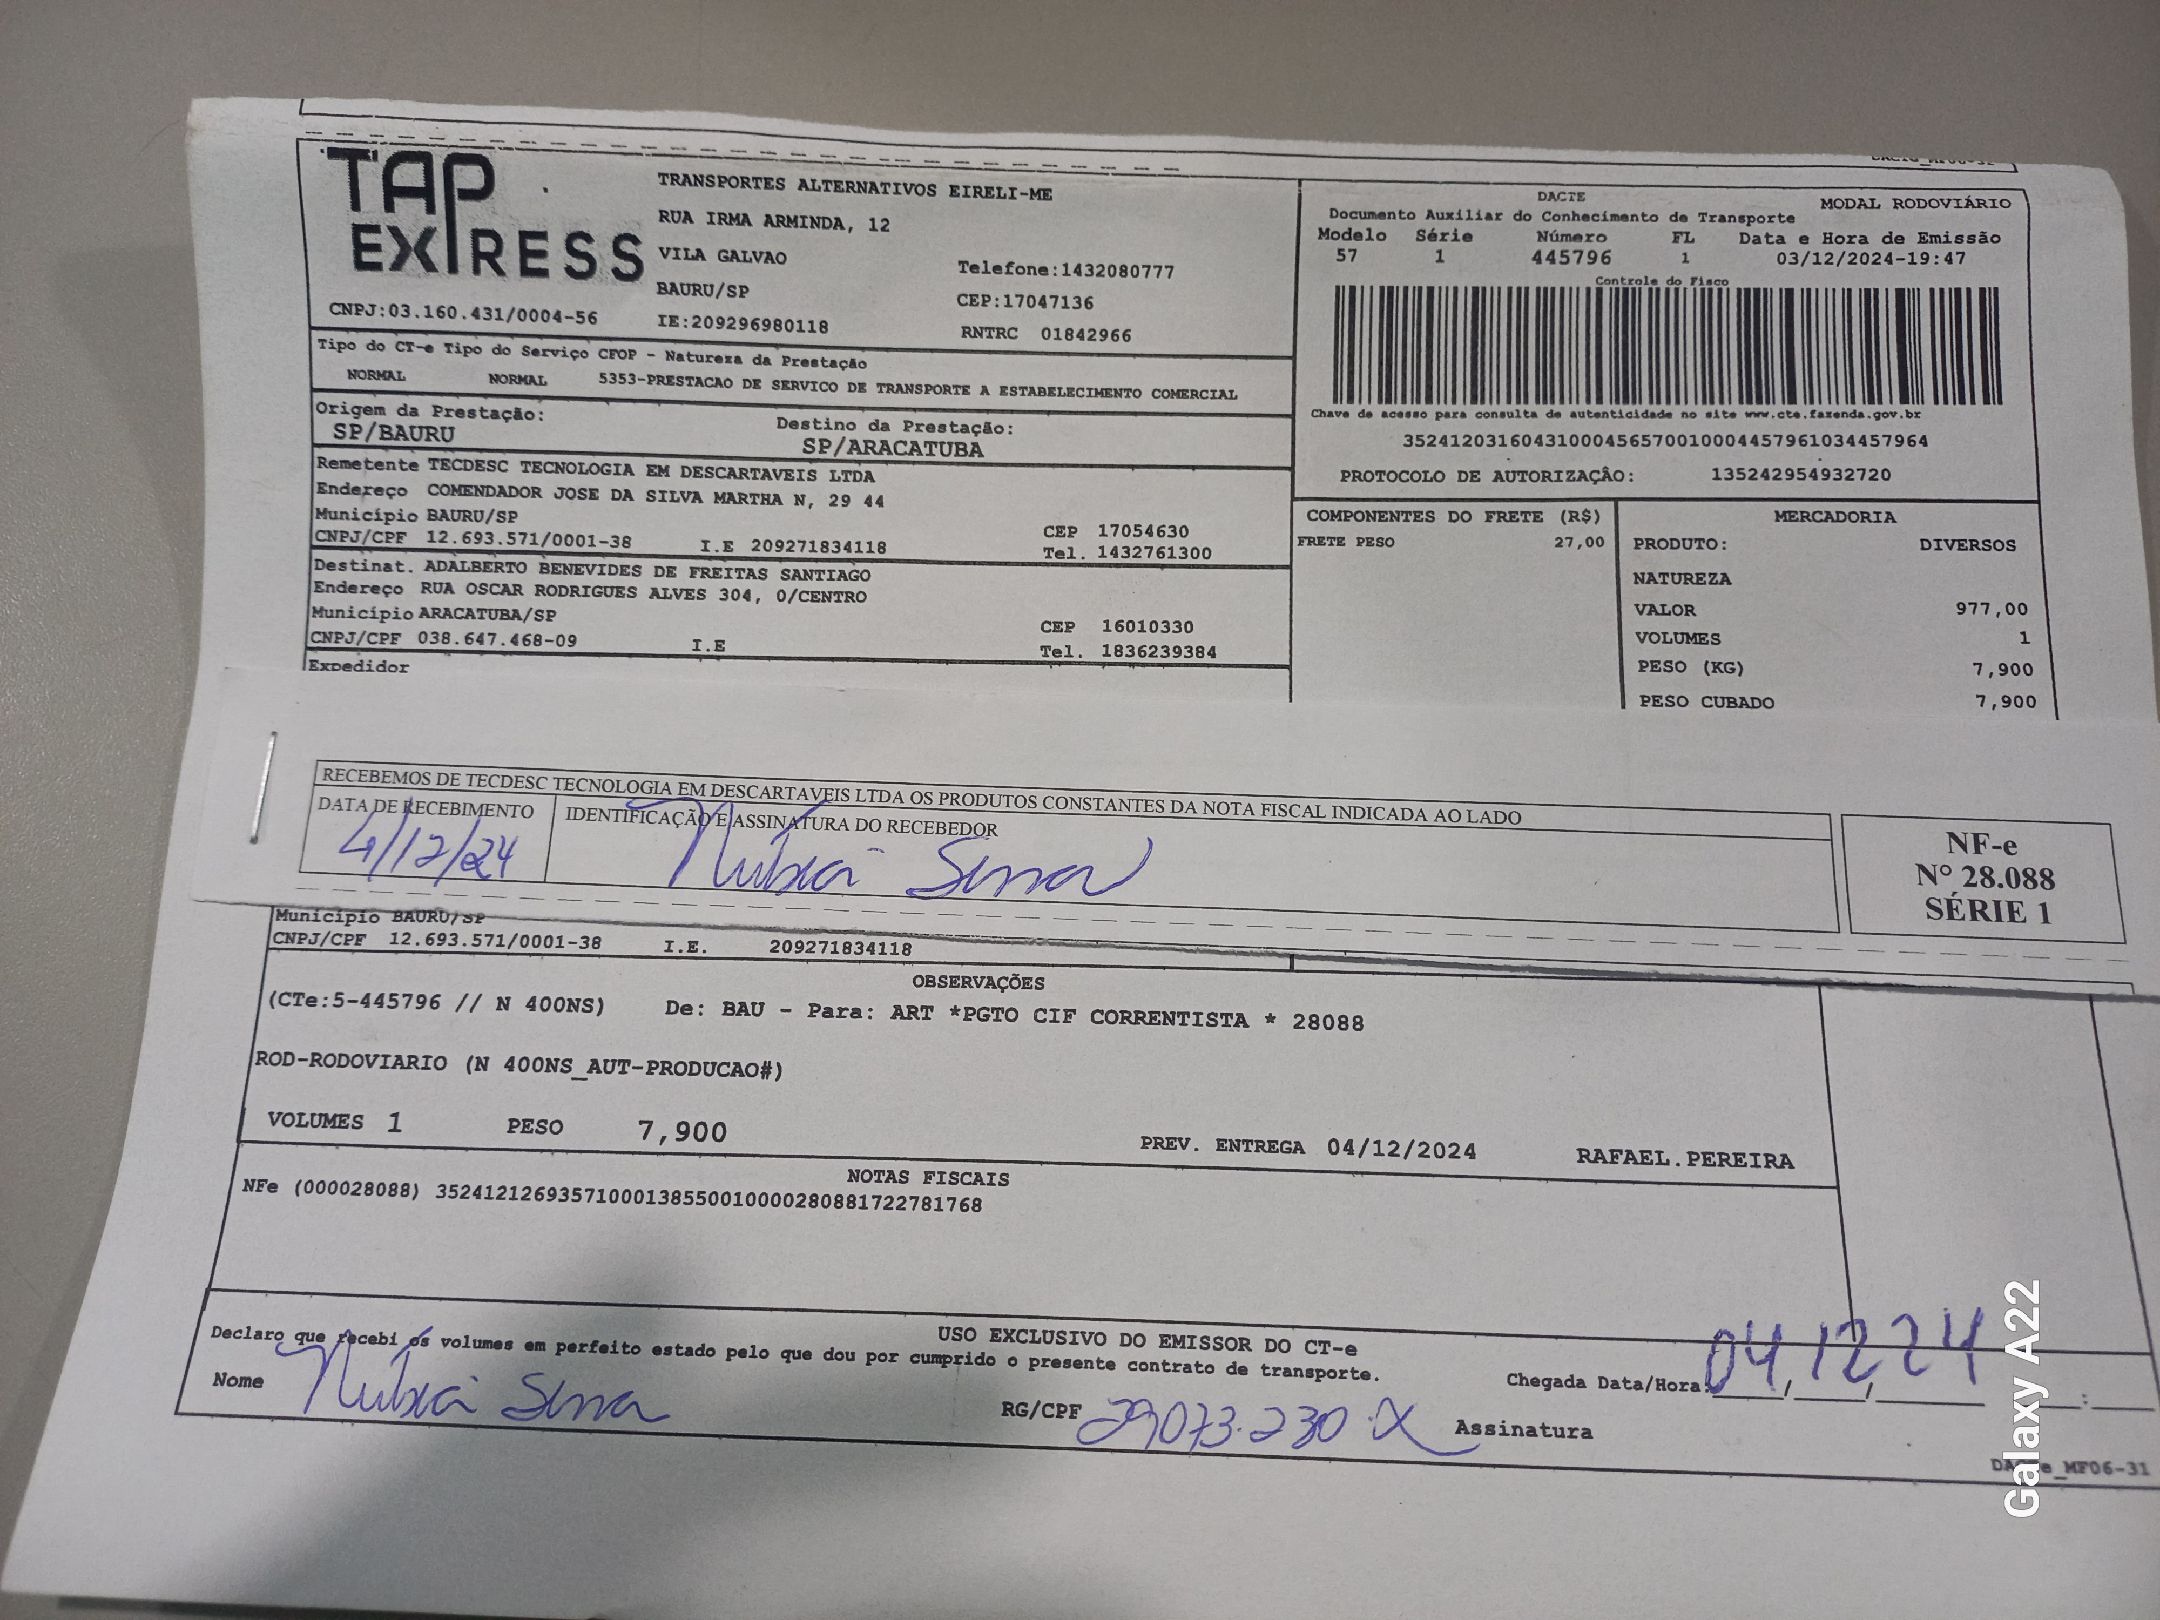 TAP EXPRESS
TRANSPORTES ALTERNATIVOS EIRELI-ME
RUA IRMA ARMINDA, 12
VILA GALVAO
Telefone:1432080777
BAURU/SP
CEP:17047136
CNPJ:03.160.431/0004-56
IE:209296980118
RNTRC 01842966
DACTE
MODAL RODOVIÁRIO
Documento Auxiliar do Conhecimento de Transporte
Modelo Série Número FL Data e Hora de Emissão
57 1 445796 1 03/12/2024-19:47
Controle do Fisco
Chave de acesso para consulta de autenticidade no site www.cte.fazenda.gov.br
35241203160431000456570010004457961034457964
PROTOCOLO DE AUTORIZAÇÂO: 135242954932720
Tipo do CT-e Tipo do Serviço CFOP - Natureza da Prestação
NORMAL NORMAL 5353-PRESTACAO DE SERVICO DE TRANSPORTE A ESTABELECIMENTO COMERCIAL
Origem da Prestação: Destino da Prestação:
SP/BAURU SP/ARACATUBA
Remetente TECDESC TECNOLOGIA EM DESCARTAVEIS LTDA
Endereço COMENDADOR JOSE DA SILVA MARTHA N, 29 44
Município BAURU/SP CEP 17054630
CNPJ/CPF 12.693.571/0001-38 I.E 209271834118 Tel. 1432761300
Destinat. ADALBERTO BENEVIDES DE FREITAS SANTIAGO
Endereço RUA OSCAR RODRIGUES ALVES 304, 0/CENTRO
Município ARACATUBA/SP CEP 16010330
CNPJ/CPF 038.647.468-09 I.E Tel. 1836239384
Expedidor
COMPONENTES DO FRETE (R$)
FRETE PESO 27,00
MERCADORIA
PRODUTO: DIVERSOS
NATUREZA
VALOR 977,00
VOLUMES 1
PESO (KG) 7,900
PESO CUBADO 7,900
RECEBEMOS DE TECDESC TECNOLOGIA EM DESCARTAVEIS LTDA OS PRODUTOS CONSTANTES DA NOTA FISCAL INDICADA AO LADO
DATA DE RECEBIMENTO IDENTIFICAÇÃO E ASSINATURA DO RECEBEDOR
4/12/24 Núbia Sena
NF-e
Nº 28.088
SÉRIE 1
Município BAURU/SP
CNPJ/CPF 12.693.571/0001-38 I.E. 209271834118
OBSERVAÇÕES
(CTe:5-445796 // N 400NS) De: BAU - Para: ART *PGTO CIF CORRENTISTA * 28088
ROD-RODOVIARIO (N 400NS_AUT-PRODUCAO#)
VOLUMES 1 PESO 7,900 PREV. ENTREGA 04/12/2024 RAFAEL.PEREIRA
NOTAS FISCAIS
NFe (000028088) 35241212693571000138550010000280881722781768
USO EXCLUSIVO DO EMISSOR DO CT-e
Declaro que recebi os volumes em perfeito estado pelo que dou por cumprido o presente contrato de transporte.
Nome Núbia Sena RG/CPF 29073.230.X Assinatura
Chegada Data/Hora: 04/12/24 :
Galaxy A22